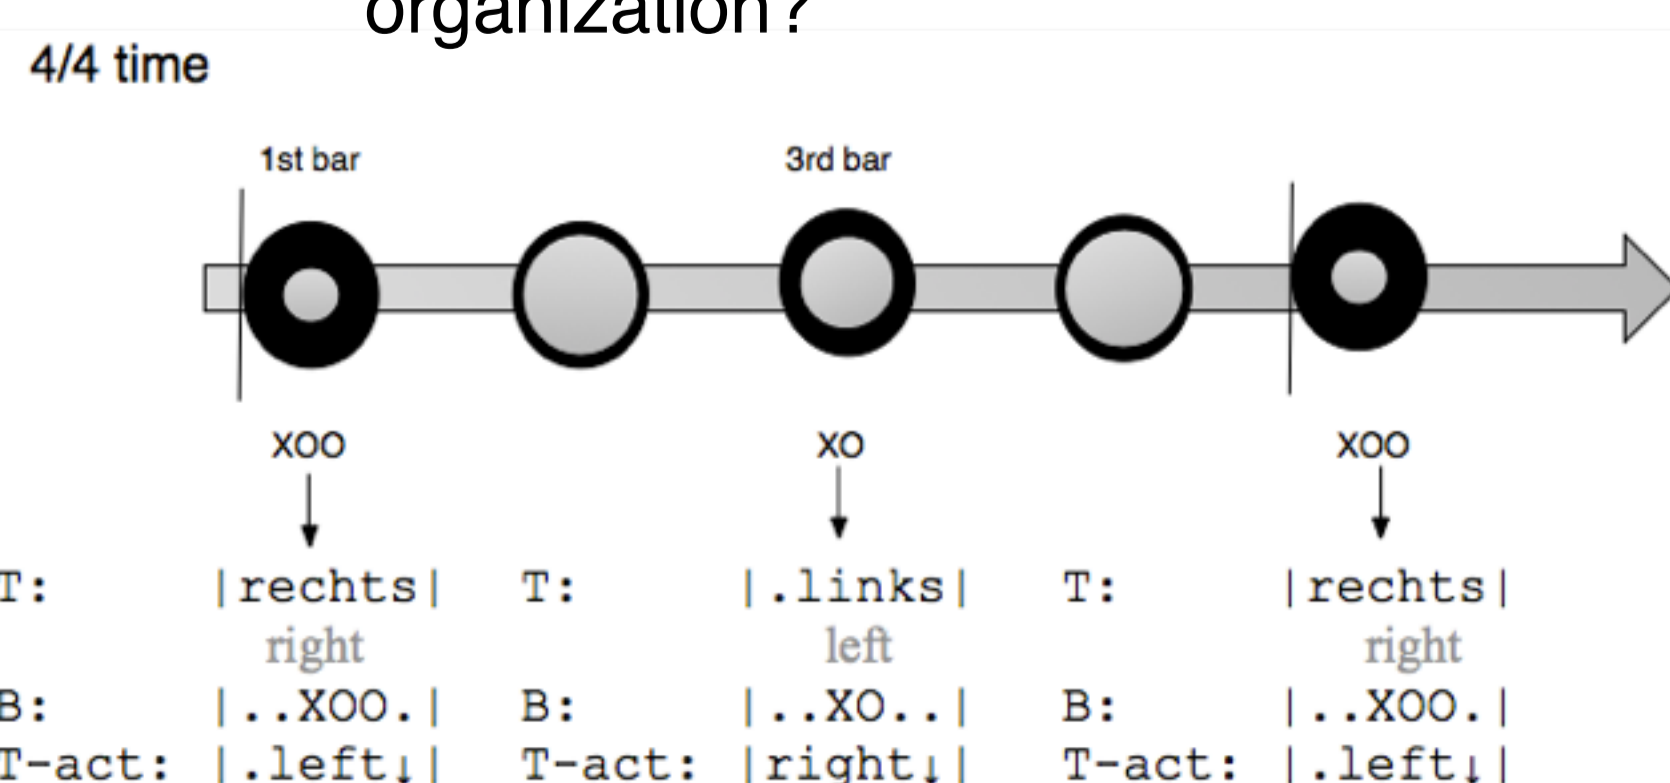 organization?
4/4 time
1st bar 3rd bar
XOO XO XOO
T: |rechts| T: |.links| T: |rechts|
right left right
B: |..XOO.| B: |..XO..| B: |..XOO.|
T-act: |.left↓| T-act: |right↓| T-act: |.left↓|